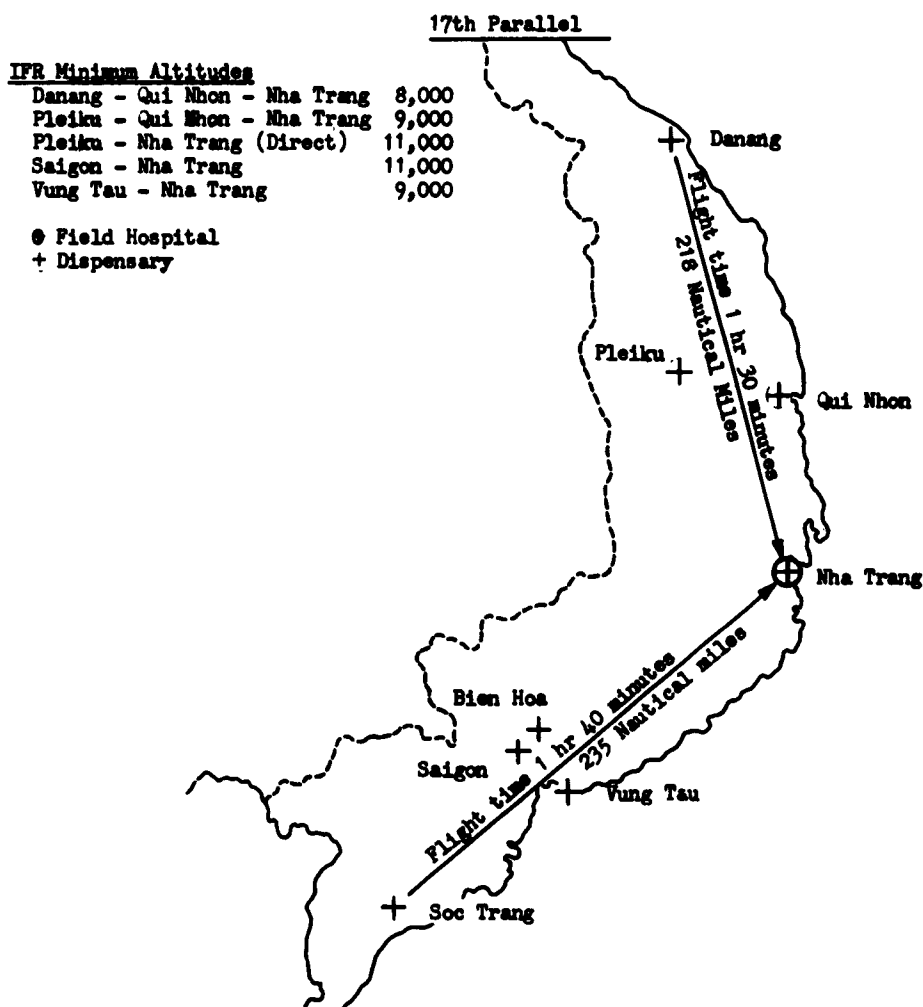 17th Parallel
IFR Minimum Altitudes
Danang - Qui Nhon - Nha Trang 8,000
Pleiku - Qui Nhon - Nha Trang 9,000
Pleiku - Nha Trang (Direct) 11,000
Saigon - Nha Trang 11,000
Vung Tau - Nha Trang 9,000
Field Hospital
+ Dispensary
Danang
Flight time 1 hr 30 minutes
218 Nautical Miles
Pleiku
Qui Nhon
Nha Trang
Bien Hoa
Saigon
Flight time 1 hr 40 minutes
235 Nautical miles
Vung Tau
Soc Trang